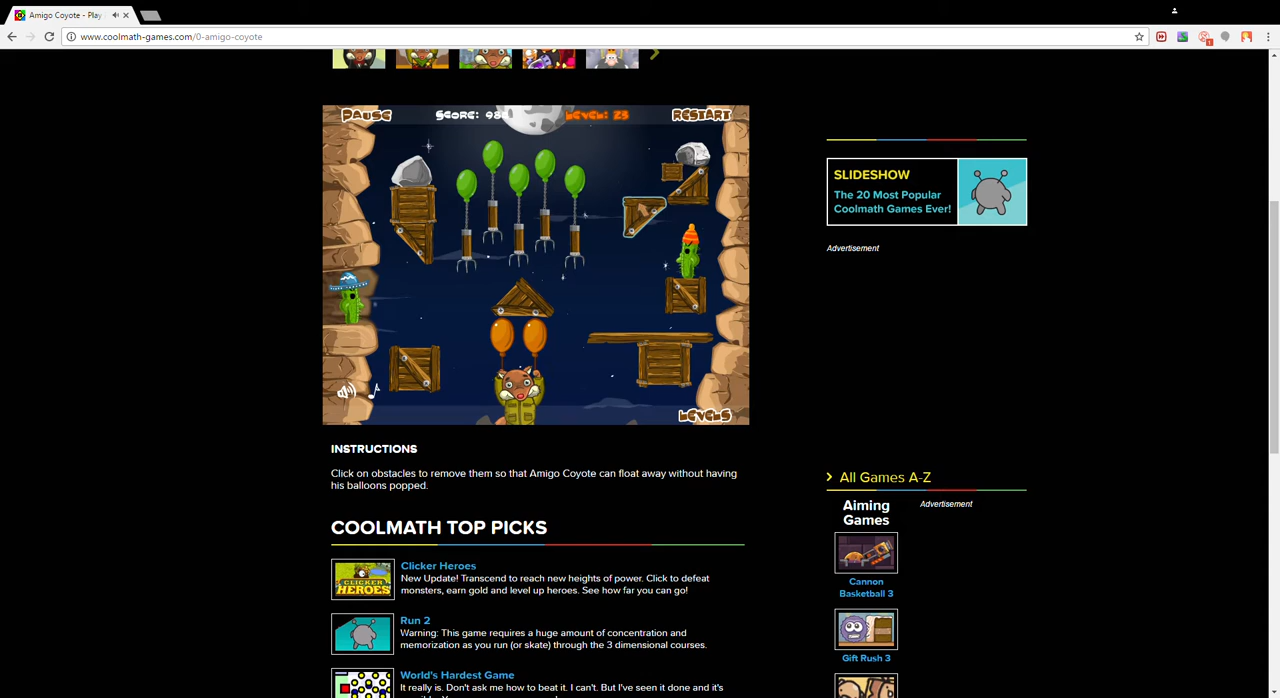 Amigo Coyote - Play
www.coolmath-games.com/0-amigo-coyote
PAUSE
SCORE: 98
LEVEL: 25
RESTART
LEVELS
SLIDESHOW
The 20 Most Popular
Coolmath Games Ever!
Advertisement
INSTRUCTIONS
Click on obstacles to remove them so that Amigo Coyote can float away without having
his balloons popped.
COOLMATH TOP PICKS
CLICKER
HEROES
Clicker Heroes
New Update! Transcend to reach new heights of power. Click to defeat
monsters, earn gold and level up heroes. See how far you can go!
Run 2
Warning: This game requires a huge amount of concentration and
memorization as you run (or skate) through the 3 dimensional courses.
World's Hardest Game
It really is. Don't ask me how to beat it. I can't. But I've seen it done and it's
> All Games A-Z
Aiming
Games
Advertisement
Cannon
Basketball 3
Gift Rush 3